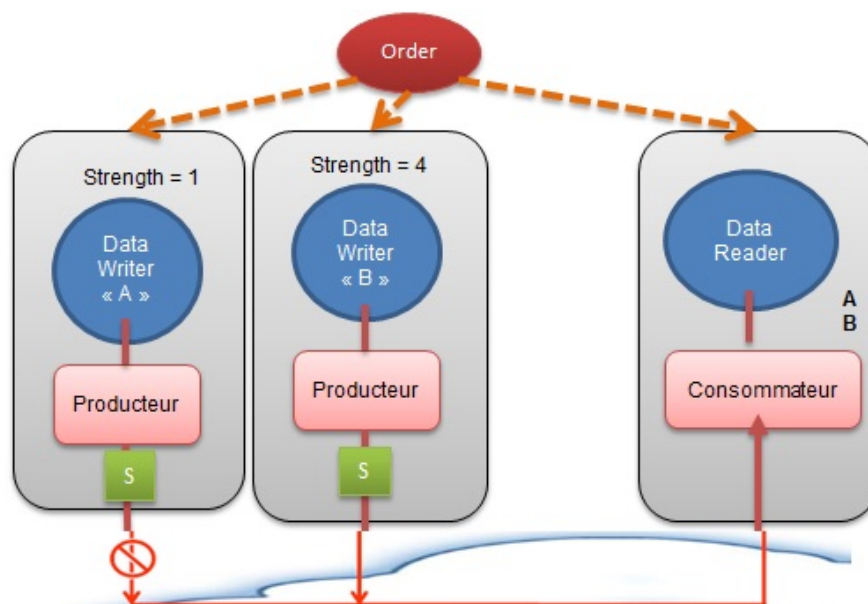 Order
Strength = 1
Strength = 4
Data
Writer
« A »
Data
Writer
« B »
Data
Reader
A
B
Producteur
Producteur
Consommateur
S
S